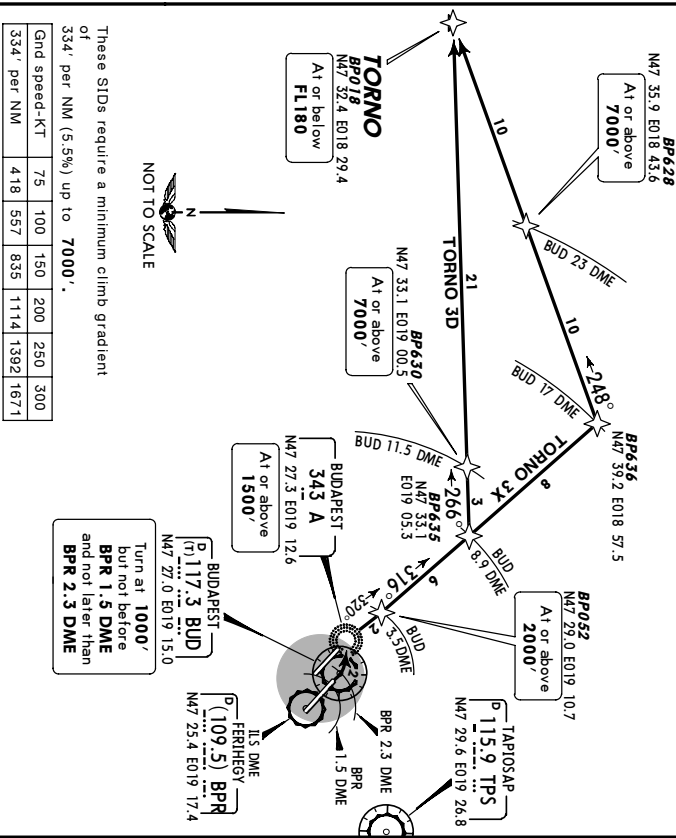 BP628
N47 35.9 E018 43.6
At or above
7000'
BUD 23 DME
10
10
248°
BP636
N47 39.2 E018 57.5
BUD 17 DME
TORNO 3X
8
TORNO
BP018
N47 32.4 E018 29.4
At or below
FL180
21
TORNO 3D
BP630
N47 33.1 E019 00.5
At or above
7000'
BUD 11.5 DME
3
266°
BP635
N47 33.1
E019 05.3
BUD
8.9 DME
6
316°
BP052
N47 29.0 E019 10.7
At or above
2000'
320°
2
BUD
3.5 DME
BUDAPEST
343 A
N47 27.3 E019 12.6
At or above
1500'
BUDAPEST
D
(T) 117.3 BUD
N47 27.0 E019 15.0
Turn at 1000'
but not before
BPR 1.5 DME
and not later than
BPR 2.3 DME
2
BPR 2.3 DME
BPR
1.5 DME
TAPIOSAP
D 115.9 TPS
N47 29.6 E019 26.8
ILS DME
FERIHEGY
D (109.5) BPR
N47 25.4 E019 17.4
N
NOT TO SCALE
These SIDs require a minimum climb gradient
of
334' per NM (5.5%) up to 7000'.
Gnd speed-KT 75 100 150 200 250 300
334' per NM 418 557 835 1114 1392 1671